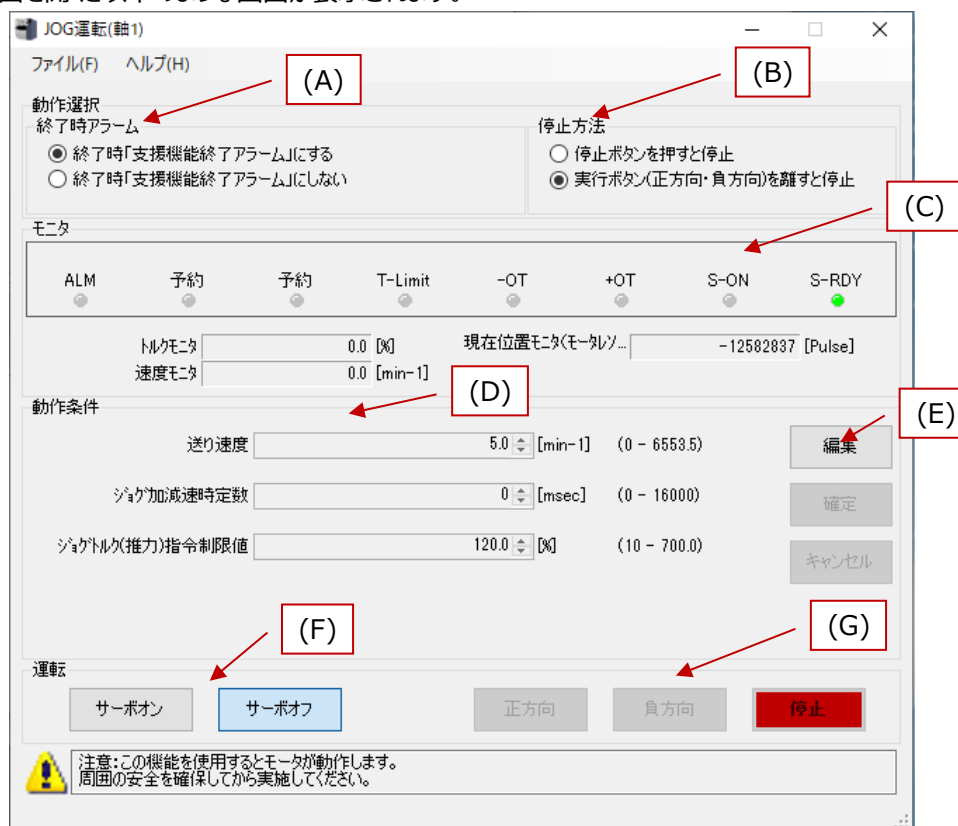 JOG運転(軸1)
ファイル(F) ヘルプ(H)
(A)
(B)
動作選択
終了時アラーム
停止方法
終了時「支援機能終了アラーム」にする
停止ボタンを押すと停止
終了時「支援機能終了アラーム」にしない
実行ボタン(正方向・負方向)を離すと停止
(C)
モニタ
ALM 予約 予約 T-Limit -OT +OT S-ON S-RDY
トルクモニタ 0.0 [%] 現在位置モニタ(モータレゾ... -12582837 [Pulse]
速度モニタ 0.0 [min-1]
(D)
動作条件
(E)
送り速度 5.0 [min-1] (0 - 6553.5) 編集
ジョグ加減速時定数 0 [msec] (0 - 16000) 確定
ジョグトルク(推力)指令制限値 120.0 [%] (10 - 700.0)
キャンセル
(F)
(G)
運転
サーボオン サーボオフ 正方向 負方向 停止
注意:この機能を使用するとモータが動作します。
周囲の安全を確保してから実施してください。